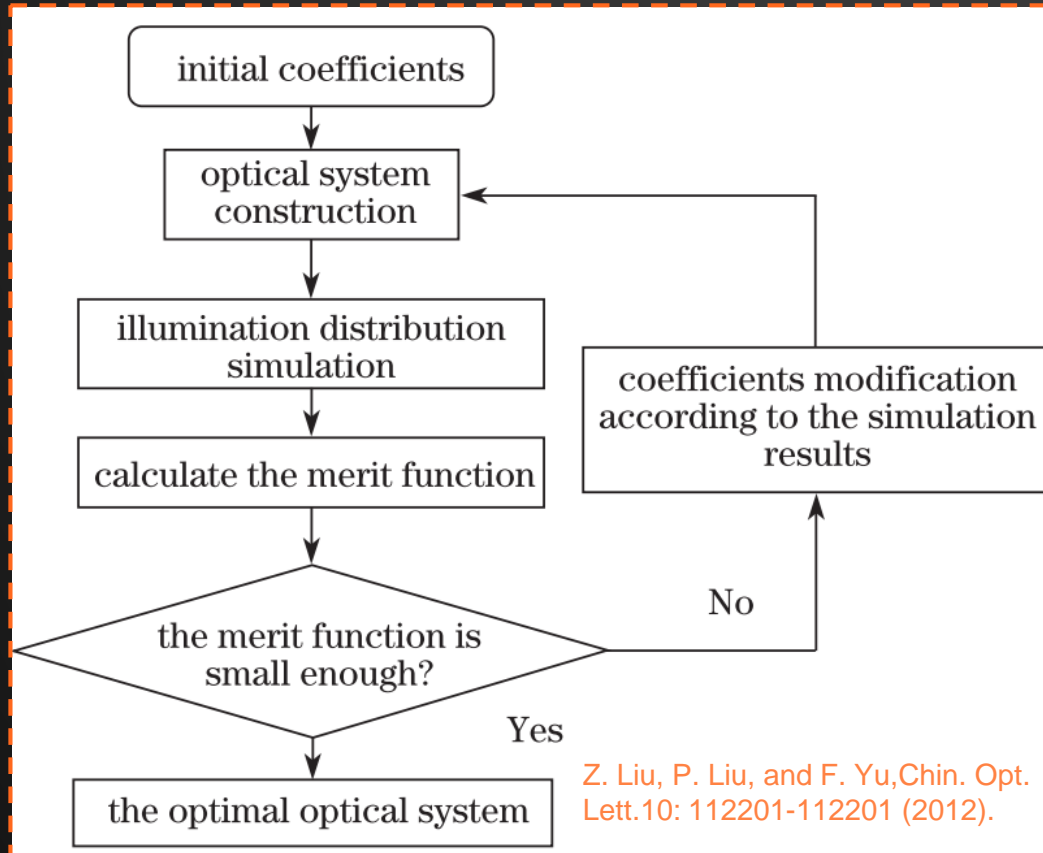 initial coefficients
optical system
construction
illumination distribution
simulation
calculate the merit function
the merit function is
small enough?
Yes
the optimal optical system
No
coefficients modification
according to the simulation
results
Z. Liu, P. Liu, and F. Yu,Chin. Opt.
Lett.10: 112201-112201 (2012).